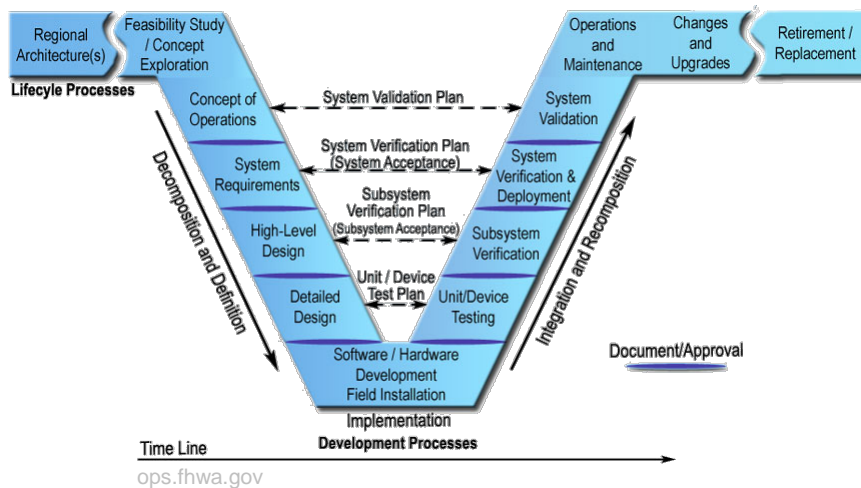 Regional
Architecture(s)
Feasibility Study
/ Concept
Exploration
Operations
and
Maintenance
Changes
and
Upgrades
Retirement /
Replacement
Lifecyle Processes
Concept of
Operations
System Validation Plan
System
Validation
System Verification Plan
(System Acceptance)
System
Requirements
System
Verification &
Deployment
Subsystem
Verification Plan
(Subsystem Acceptance)
High-Level
Design
Subsystem
Verification
Unit / Device
Test Plan
Detailed
Design
Unit/Device
Testing
Decomposition and Definition
Integration and Recomposition
Software / Hardware
Development
Field Installation
Document/Approval
Implementation
Development Processes
Time Line
ops.fhwa.gov